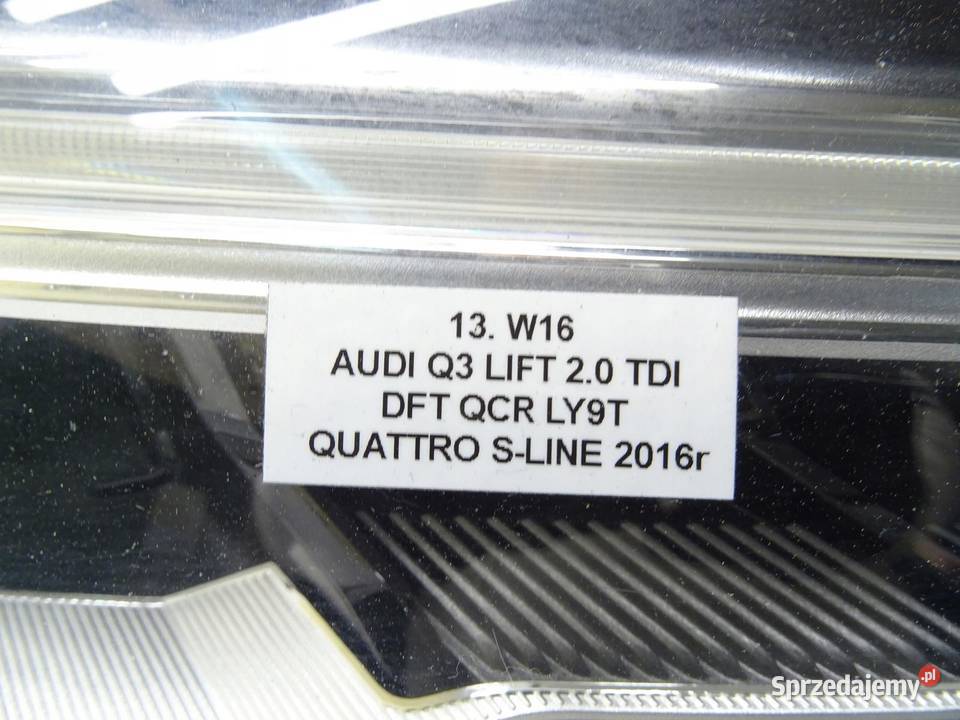 13. W16
AUDI Q3 LIFT 2.0 TDI
DFT QCR LY9T
QUATTRO S-LINE 2016r
Sprzedajemy.pl